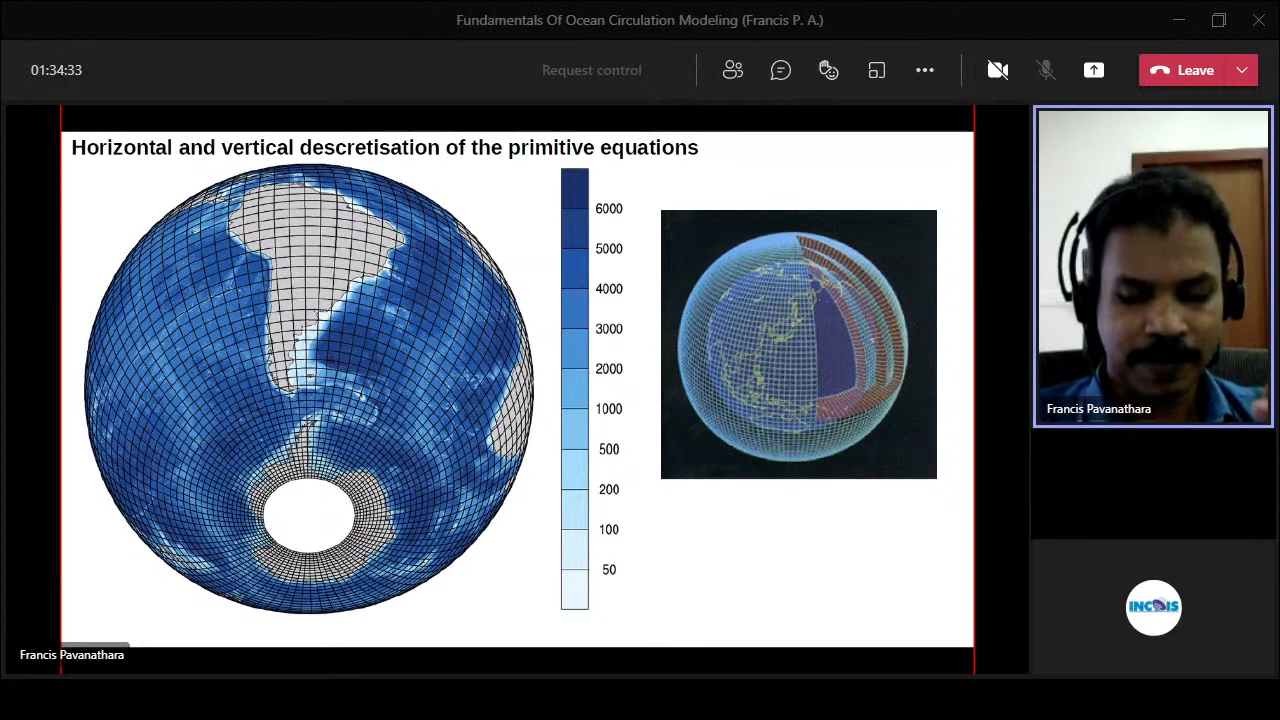 Fundamentals Of Ocean Circulation Modeling (Francis P. A.)
01:34:33
Request control
Leave
Horizontal and vertical descretisation of the primitive equations
6000
5000
4000
3000
2000
1000
500
200
100
50
Francis Pavanathara
INCOIS
Francis Pavanathara